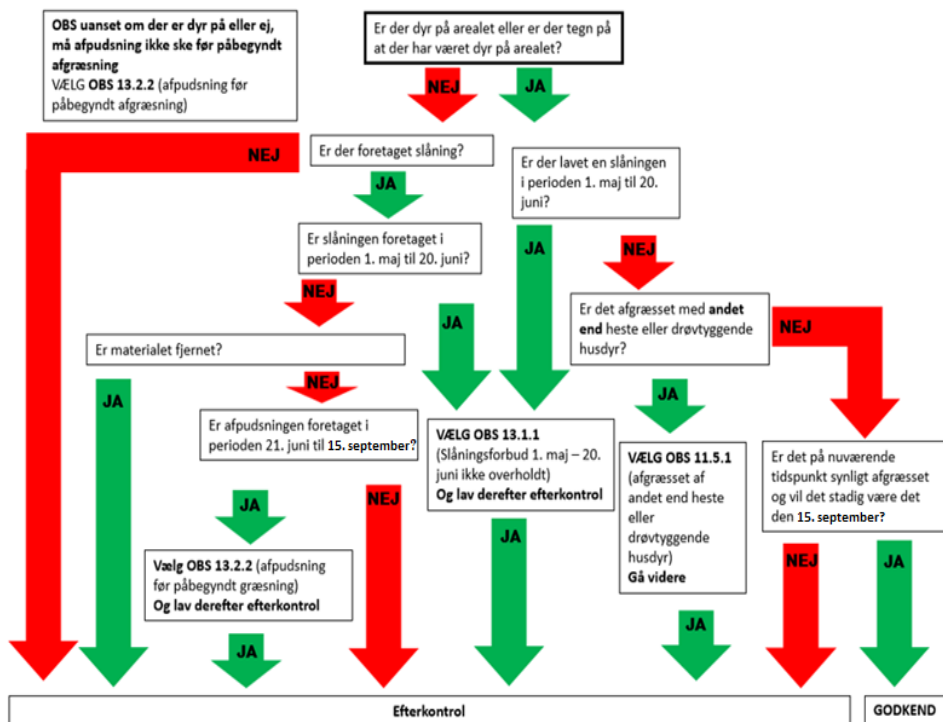 OBS uanset om der er dyr på eller ej,
må afpudsning ikke ske før påbegyndt
afgræsning
VÆLG OBS 13.2.2 (afpudsning før
påbegyndt afgræsning)
Er der dyr på arealet eller er der tegn på
at der har været dyr på arealet?
NEJ
JA
NEJ
Er der foretaget slåning?
Er der lavet en slåningen
i perioden 1. maj til 20.
juni?
JA
Er slåningen foretaget i
perioden 1. maj til 20. juni?
JA
NEJ
NEJ
Er det afgræsset med andet
end heste eller drøvtyggende
husdyr?
JA
NEJ
Er materialet fjernet?
NEJ
JA
JA
Er afpudsningen foretaget i
perioden 21. juni til 15. september?
VÆLG OBS 13.1.1
(Slåningsforbud 1. maj – 20.
juni ikke overholdt)
Og lav derefter efterkontrol
VÆLG OBS 11.5.1
(afgræsset af
andet end heste
eller
drøvtyggende
husdyr)
Gå videre
Er det på nuværende
tidspunkt synligt afgræsset
og vil det stadig være det
den 15. september?
JA
NEJ
JA
NEJ
JA
Vælg OBS 13.2.2 (afpudsning
før påbegyndt græsning)
Og lav derefter efterkontrol
JA
JA
Efterkontrol
GODKEND